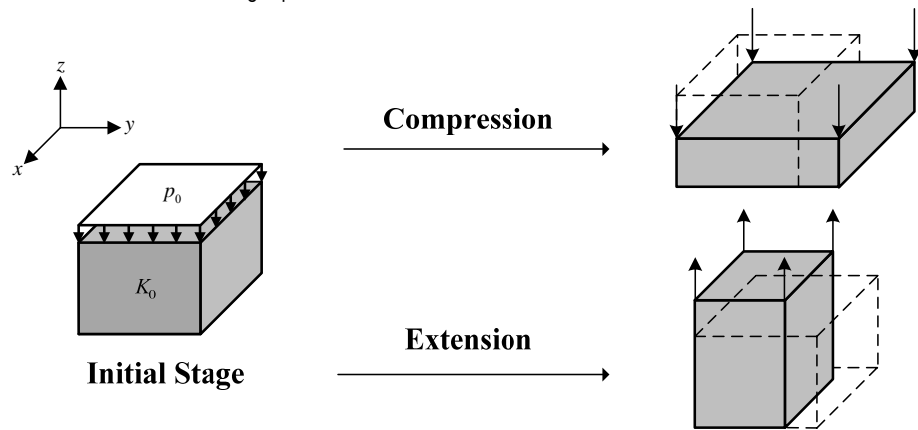 z
y
x
p₀
K₀
Initial Stage
Compression
Extension